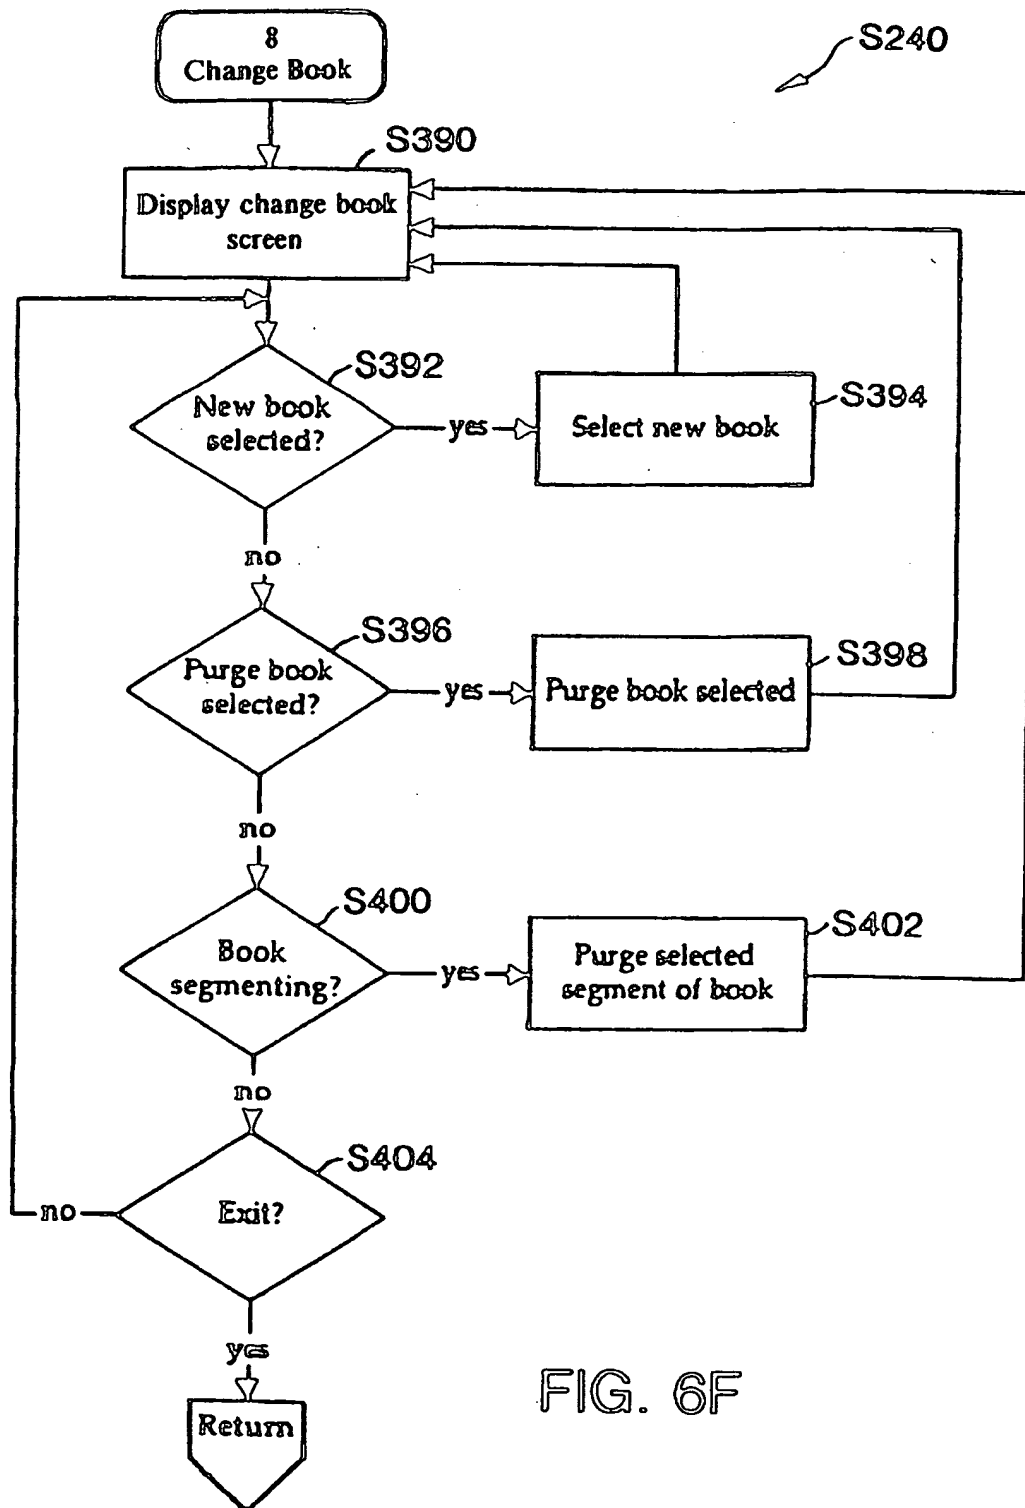 8
Change Book
S240
S390
Display change book
screen
S392
New book
selected?
yes
S394
Select new book
no
S396
Purge book
selected?
yes
S398
Purge book selected
no
S400
Book
segmenting?
yes
S402
Purge selected
segment of book
no
S404
Exit?
no
yes
Return
FIG. 6F